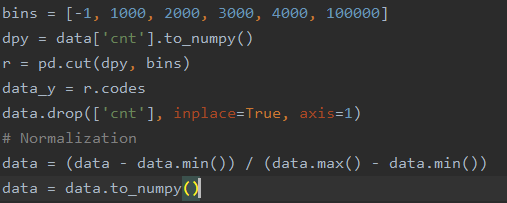 bins = [-1, 1000, 2000, 3000, 4000, 100000]
dpy = data['cnt'].to_numpy()
r = pd.cut(dpy, bins)
data_y = r.codes
data.drop(['cnt'], inplace=True, axis=1)
# Normalization
data = (data - data.min()) / (data.max() - data.min())
data = data.to_numpy()